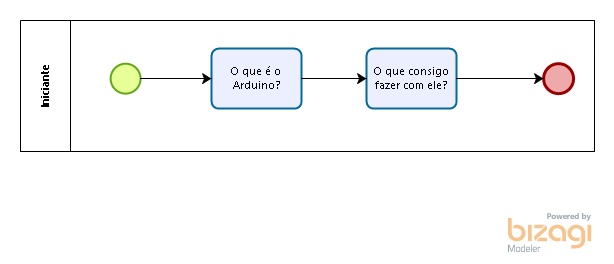 Iniciante
O que é o
Arduino?
O que consigo
fazer com ele?
Powered by
bizagi
Modeler